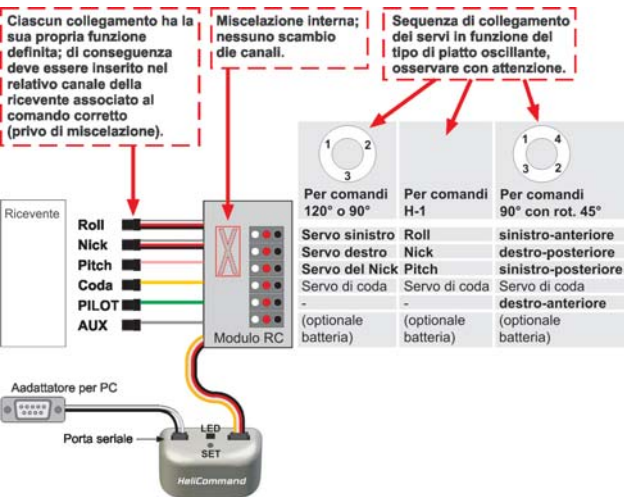 Ciascun collegamento ha la
sua propria funzione
definita; di conseguenza
deve essere inserito nel
relativo canale della
ricevente associato al
comando corretto
(privo di miscelazione).
Miscelazione interna;
nessuno scambio
die canali.
Sequenza di collegamento
dei servi in funzione del
tipo di piatto oscillante,
osservare con attenzione.
1 2
3
1 4
3 2
Per comandi
120° o 90°
Per comandi
H-1
Per comandi
90° con rot. 45°
Ricevente
Roll
Nick
Pitch
Coda
PILOT
AUX
Modulo RC
Servo sinistro Roll sinistro-anteriore
Servo destro Nick destro-posteriore
Servo del Nick Pitch sinistro-posteriore
Servo di coda Servo di coda Servo di coda
- - destro-anteriore
(optionale (optionale (optionale
batteria) batteria) batteria)
Aadattatore per PC
Porta seriale
LED
SET
HeliCommand